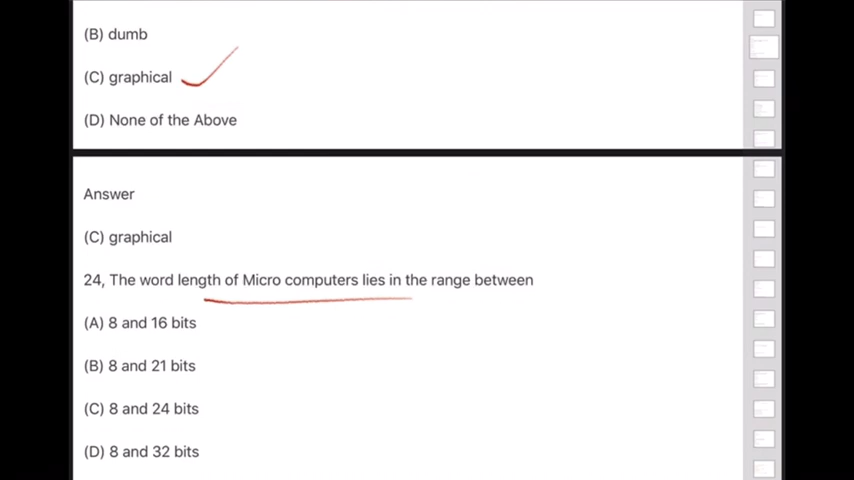 (B) dumb
(C) graphical
(D) None of the Above
Answer
(C) graphical
24, The word length of Micro computers lies in the range between
(A) 8 and 16 bits
(B) 8 and 21 bits
(C) 8 and 24 bits
(D) 8 and 32 bits